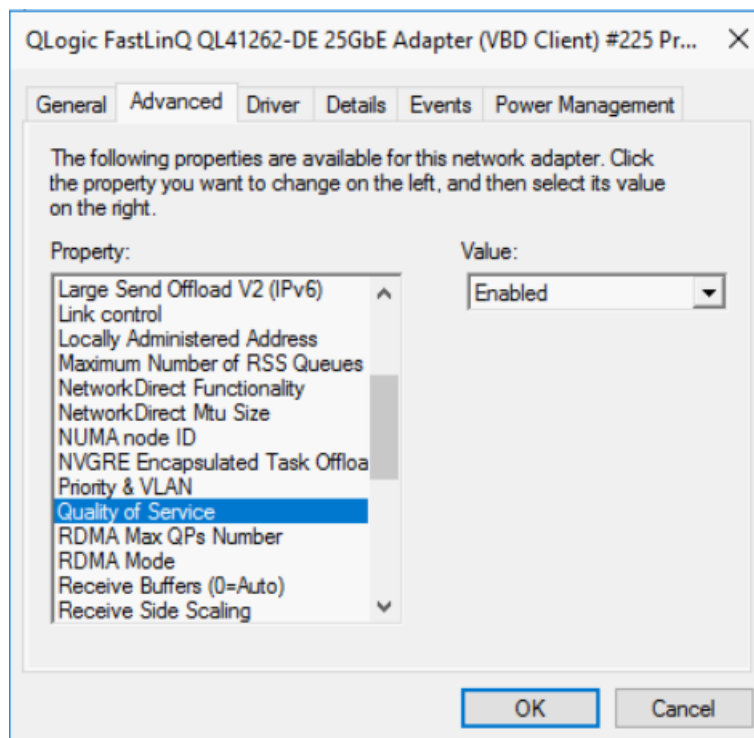 QLogic FastLinQ QL41262-DE 25GbE Adapter (VBD Client) #225 Pr...
General Advanced Driver Details Events Power Management
The following properties are available for this network adapter. Click
the property you want to change on the left, and then select its value
on the right.
Property: Value:
Large Send Offload V2 (IPv6) Enabled
Link control
Locally Administered Address
Maximum Number of RSS Queues
NetworkDirect Functionality
NetworkDirect Mtu Size
NUMA node ID
NVGRE Encapsulated Task Offloa
Priority & VLAN
Quality of Service
RDMA Max QPs Number
RDMA Mode
Receive Buffers (0=Auto)
Receive Side Scaling
OK Cancel